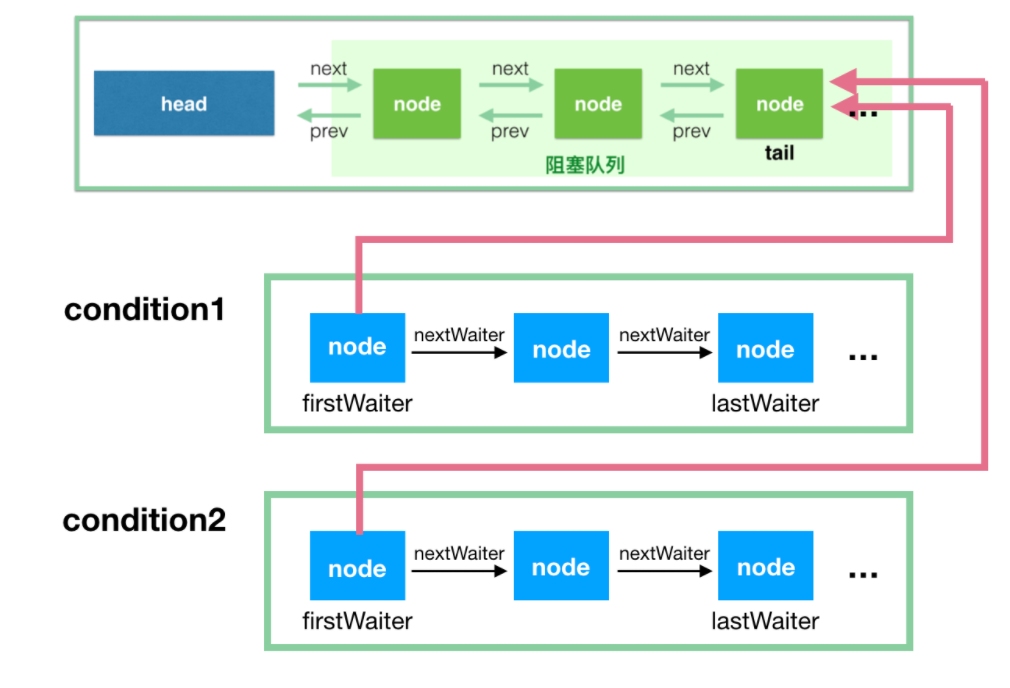 next
next
next
head
node
node
node
...
prev
prev
prev
tail
阻塞队列
condition1
node
nextWaiter
node
nextWaiter
node
...
firstWaiter
lastWaiter
condition2
node
nextWaiter
node
nextWaiter
node
...
firstWaiter
lastWaiter